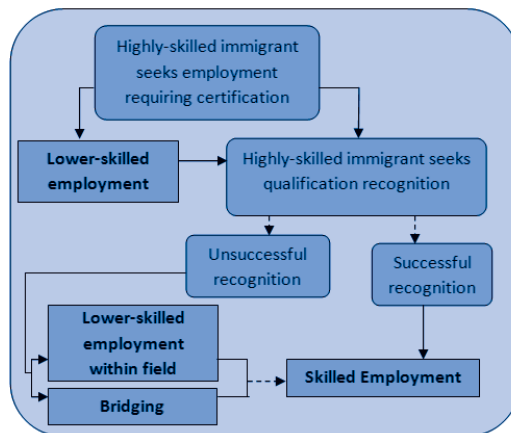 Highly-skilled immigrant
seeks employment
requiring certification
Lower-skilled
employment
Highly-skilled immigrant seeks
qualification recognition
Unsuccessful
recognition
Successful
recognition
Lower-skilled
employment
within field
Skilled Employment
Bridging